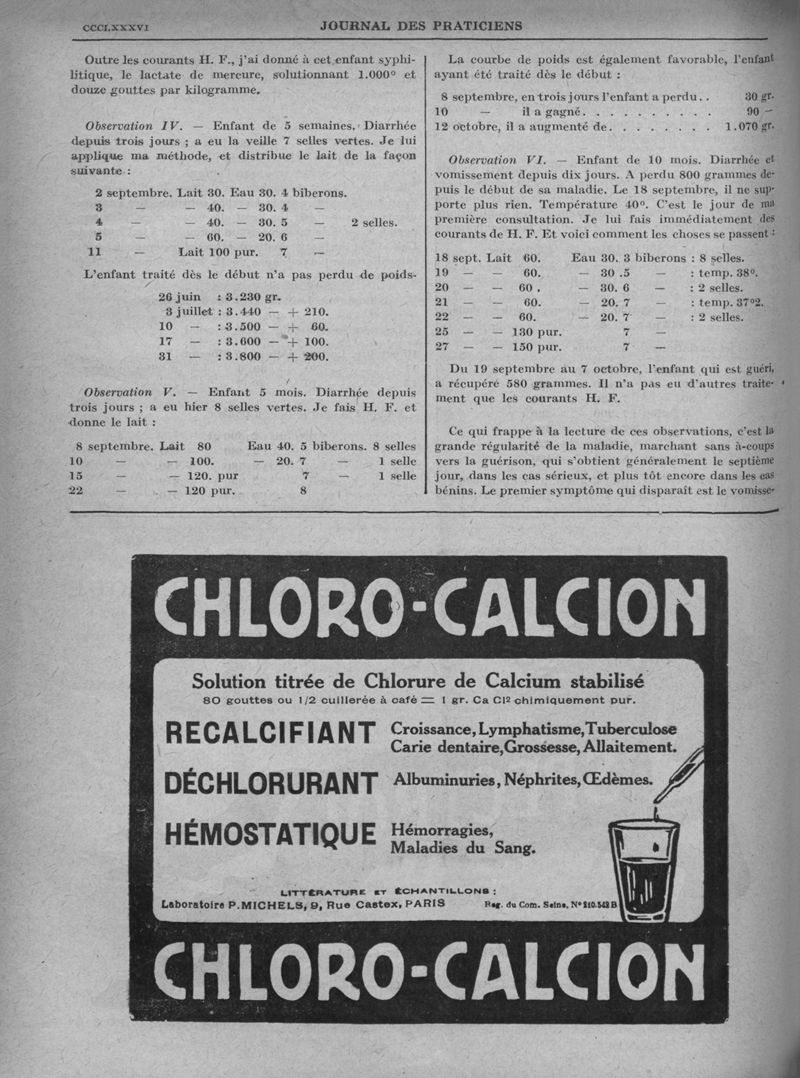 CCCLXXXVI
JOURNAL DES PRATICIENS
Outre les courants H. F., j'ai donné à cet enfant syphi-
litique, le lactate de mercure, solutionnant 1.000° et
douze gouttes par kilogramme.
Observation IV. — Enfant de 5 semaines. Diarrhée
depuis trois jours ; a eu la veille 7 selles vertes. Je lui
applique ma méthode, et distribue le lait de la façon
suivante :
2 septembre. Lait 30. Eau 30. 4 biberons.
3 — — 40. — 30. 4 —
4 — — 40. — 30. 5 — 2 selles.
5 — — 60. — 20. 6 —
11 — Lait 100 pur. 7 —
L'enfant traité dès le début n'a pas perdu de poids.
26 juin : 3.230 gr.
3 juillet : 3.440 — + 210.
10 — : 3.500 — + 60.
17 — : 3.600 — + 100.
31 — : 3.800 — + 200.
Observation V. — Enfant 5 mois. Diarrhée depuis
trois jours ; a eu hier 8 selles vertes. Je fais H. F. et
donne le lait :
8 septembre. Lait 80 Eau 40. 5 biberons. 8 selles
10 — — 100. — 20. 7 — 1 selle
15 — — 120. pur 7 — 1 selle
22 — — 120 pur. 8
La courbe de poids est également favorable, l'enfant
ayant été traité dès le début :
8 septembre, en trois jours l'enfant a perdu . . 30 gr.
10 — il a gagné . . . . . . . . . . 90 —
12 octobre, il a augmenté de . . . . . . . . 1.070 gr.
Observation VI. — Enfant de 10 mois. Diarrhée et
vomissement depuis dix jours. A perdu 800 grammes de-
puis le début de sa maladie. Le 18 septembre, il ne sup-
porte plus rien. Température 40°. C'est le jour de ma
première consultation. Je lui fais immédiatement des
courants de H. F. Et voici comment les choses se passent :
18 sept. Lait 60. Eau 30. 3 biberons : 8 selles.
19 — — 60. — 30 .5 — : temp. 38°.
20 — — 60 . — 30. 6 — : 2 selles.
21 — — 60. — 20. 7 — : temp. 37°2.
22 — — 60. — 20. 7 — : 2 selles.
25 — — 130 pur. 7 —
27 — — 150 pur. 7 —
Du 19 septembre au 7 octobre, l'enfant qui est guéri,
a récupéré 580 grammes. Il n'a pas eu d'autres traite-
ment que les courants H. F.
Ce qui frappe à la lecture de ces observations, c'est la
grande régularité de la maladie, marchant sans à-coups
vers la guérison, qui s'obtient généralement le septième
jour, dans les cas sérieux, et plus tôt encore dans les cas
bénins. Le premier symptôme qui disparaît est le vomisse-
CHLORO-CALCION
Solution titrée de Chlorure de Calcium stabilisé
80 gouttes ou 1/2 cuillerée à café = 1 gr. Ca Cl² chimiquement pur.
RECALCIFIANT
Croissance, Lymphatisme, Tuberculose
Carie dentaire, Grossesse, Allaitement.
DÉCHLORURANT
Albuminuries, Néphrites, Œdèmes.
HÉMOSTATIQUE
Hémorragies,
Maladies du Sang.
LITTÉRATURE ET ÉCHANTILLONS :
Laboratoire P. MICHELS, 9, Rue Castex, PARIS Reg. du Com. Seine, N° 210.542 B
CHLORO-CALCION